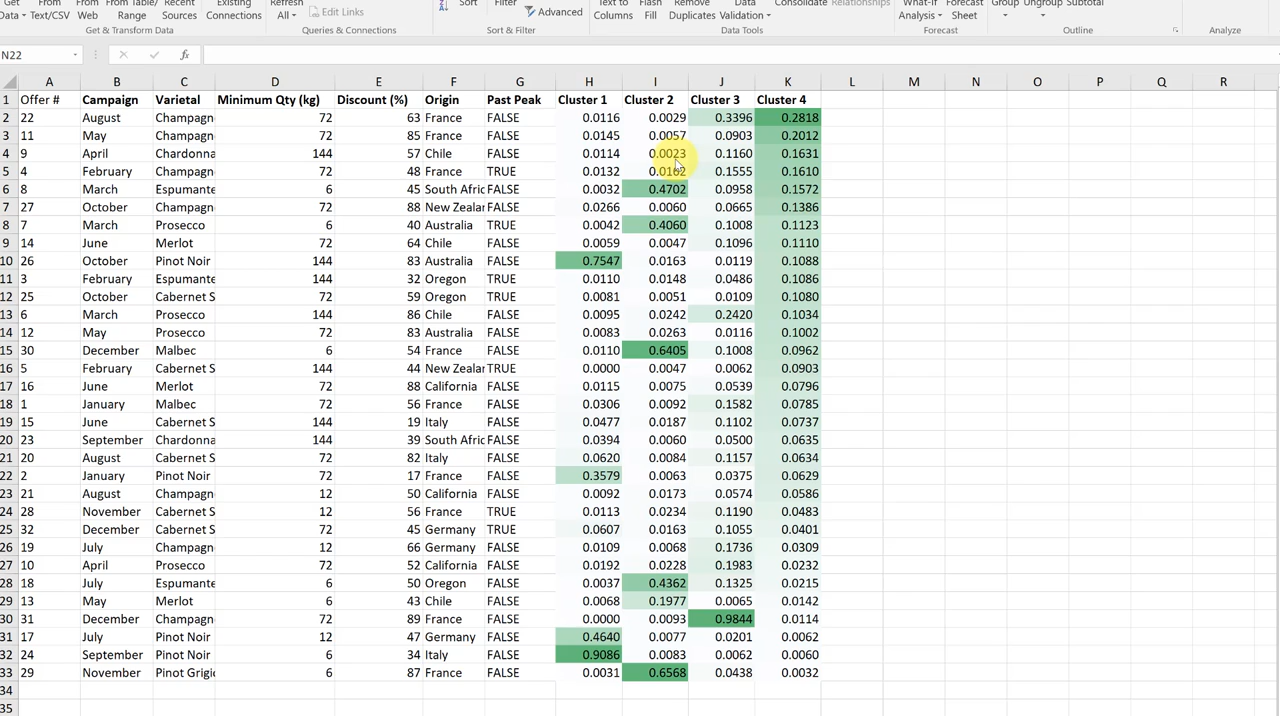 Get From From From Table/ Recent Existing Refresh Sort Filter Text to Flash Remove Data Consolidate Relationships What-If Forecast Group Ungroup Subtotal
Data Text/CSV Web Range Sources Connections All Edit Links Advanced Columns Fill Duplicates Validation Analysis Sheet
Get & Transform Data Queries & Connections Sort & Filter Data Tools Forecast Outline Analyze
N22 fx
A B C D E F G H I J K L M N O P Q R
1 Offer # Campaign Varietal Minimum Qty (kg) Discount (%) Origin Past Peak Cluster 1 Cluster 2 Cluster 3 Cluster 4
2 22 August Champagn 72 63 France FALSE 0.0116 0.0029 0.3396 0.2818
3 11 May Champagn 72 85 France FALSE 0.0145 0.0057 0.0903 0.2012
4 9 April Chardonna 144 57 Chile FALSE 0.0114 0.0023 0.1160 0.1631
5 4 February Champagn 72 48 France TRUE 0.0132 0.0162 0.1555 0.1610
6 8 March Espumante 6 45 South Afric FALSE 0.0032 0.4702 0.0958 0.1572
7 27 October Champagn 72 88 New Zealar FALSE 0.0266 0.0060 0.0665 0.1386
8 7 March Prosecco 6 40 Australia TRUE 0.0042 0.4060 0.1008 0.1123
9 14 June Merlot 72 64 Chile FALSE 0.0059 0.0047 0.1096 0.1110
10 26 October Pinot Noir 144 83 Australia FALSE 0.7547 0.0163 0.0119 0.1088
11 3 February Espumante 144 32 Oregon TRUE 0.0110 0.0148 0.0486 0.1086
12 25 October Cabernet S 72 59 Oregon TRUE 0.0081 0.0051 0.0109 0.1080
13 6 March Prosecco 144 86 Chile FALSE 0.0095 0.0242 0.2420 0.1034
14 12 May Prosecco 72 83 Australia FALSE 0.0083 0.0263 0.0116 0.1002
15 30 December Malbec 6 54 France FALSE 0.0110 0.6405 0.1008 0.0962
16 5 February Cabernet S 144 44 New Zealar TRUE 0.0000 0.0047 0.0062 0.0903
17 16 June Merlot 72 88 California FALSE 0.0115 0.0075 0.0539 0.0796
18 1 January Malbec 72 56 France FALSE 0.0306 0.0092 0.1582 0.0785
19 15 June Cabernet S 144 19 Italy FALSE 0.0477 0.0187 0.1102 0.0737
20 23 September Chardonna 144 39 South Afric FALSE 0.0394 0.0060 0.0500 0.0635
21 20 August Cabernet S 72 82 Italy FALSE 0.0620 0.0084 0.1157 0.0634
22 2 January Pinot Noir 72 17 France FALSE 0.3579 0.0063 0.0375 0.0629
23 21 August Champagn 12 50 California FALSE 0.0092 0.0173 0.0574 0.0586
24 28 November Cabernet S 12 56 France TRUE 0.0113 0.0234 0.1190 0.0483
25 32 December Cabernet S 72 45 Germany TRUE 0.0607 0.0163 0.1055 0.0401
26 19 July Champagn 12 66 Germany FALSE 0.0109 0.0068 0.1736 0.0309
27 10 April Prosecco 72 52 California FALSE 0.0192 0.0228 0.1983 0.0232
28 18 July Espumante 6 50 Oregon FALSE 0.0037 0.4362 0.1325 0.0215
29 13 May Merlot 6 43 Chile FALSE 0.0068 0.1977 0.0065 0.0142
30 31 December Champagn 72 89 France FALSE 0.0000 0.0093 0.9844 0.0114
31 17 July Pinot Noir 12 47 Germany FALSE 0.4640 0.0077 0.0201 0.0062
32 24 September Pinot Noir 6 34 Italy FALSE 0.9086 0.0083 0.0062 0.0060
33 29 November Pinot Grigi 6 87 France FALSE 0.0031 0.6568 0.0438 0.0032
34
35